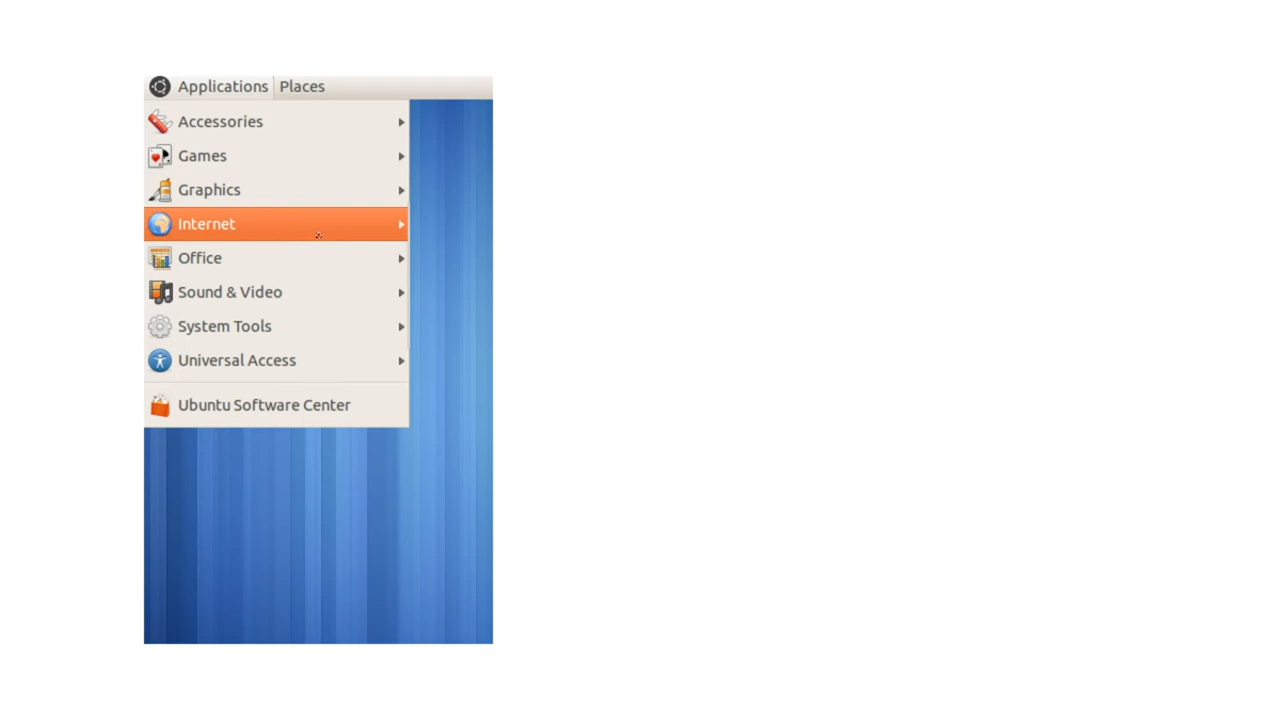 Applications Places
Accessories
Games
Graphics
Internet
Office
Sound & Video
System Tools
Universal Access
Ubuntu Software Center